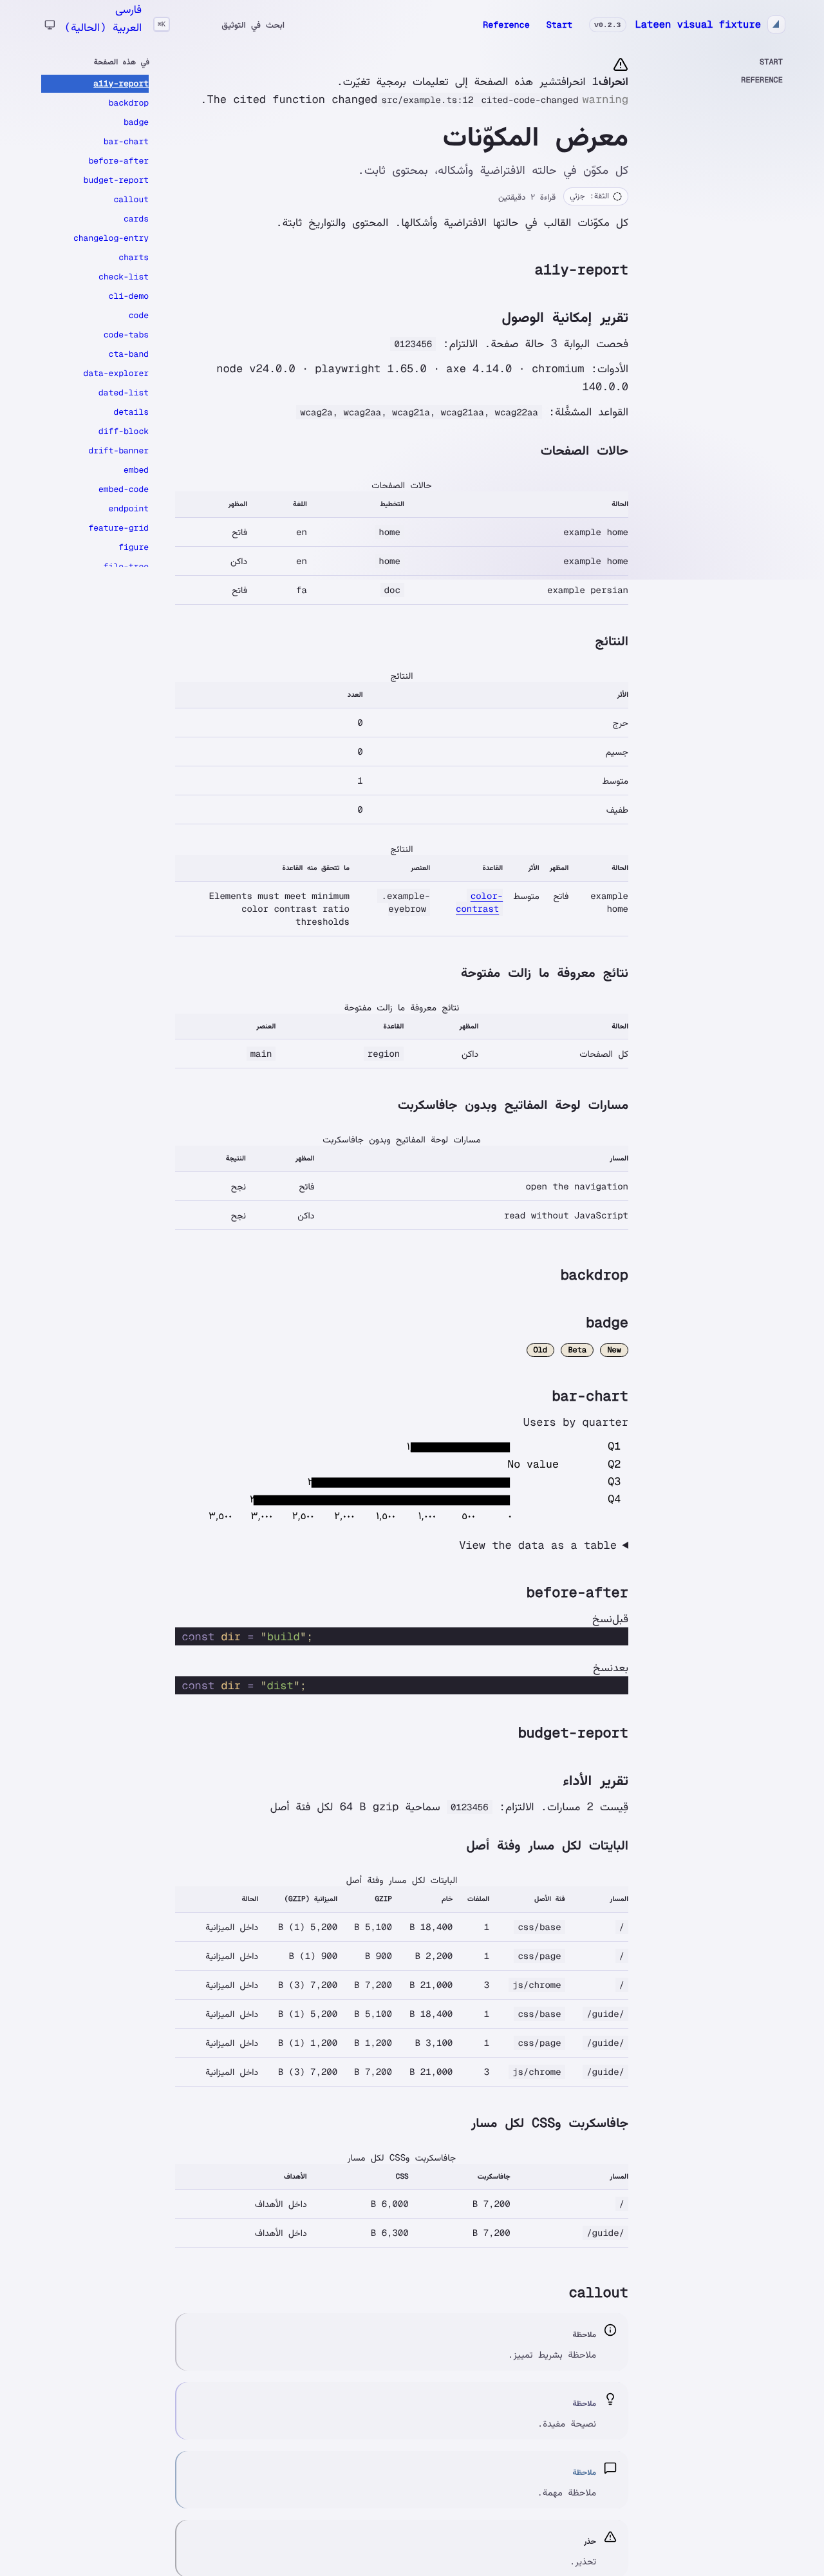 Lateen visual fixture v0.2.3 Start Reference ابحث في التوثيق ⌘K فارسی
العربية (الحالية)
START
REFERENCE
في هذه الصفحة
a11y-report
backdrop
badge
bar-chart
before-after
budget-report
callout
cards
changelog-entry
charts
check-list
cli-demo
code
code-tabs
cta-band
data-explorer
dated-list
details
diff-block
drift-banner
embed
embed-code
endpoint
feature-grid
figure
file-tree
انحراف1 انحرافتشير هذه الصفحة إلى تعليمات برمجية تغيّرت.
warning cited-code-changed src/example.ts:12 The cited function changed.
معرض المكوّنات
كل مكوّن في حالته الافتراضية وأشكاله، بمحتوى ثابت.
الثقة: جزئي قراءة ٢ دقيقتين
كل مكوّنات القالب في حالتها الافتراضية وأشكالها. المحتوى والتواريخ ثابتة.
a11y-report
تقرير إمكانية الوصول
فحصت البوابة 3 حالة صفحة. الالتزام: 0123456
الأدوات: node v24.0.0 · playwright 1.65.0 · axe 4.14.0 · chromium
140.0.0
القواعد المشغَّلة: wcag2a, wcag2aa, wcag21a, wcag21aa, wcag22aa
حالات الصفحات
حالات الصفحات
الحالة التخطيط اللغة المظهر
example home home en فاتح
example home home en داكن
example persian doc fa فاتح
النتائج
النتائج
الأثر العدد
حرج 0
جسيم 0
متوسط 1
طفيف 0
النتائج
الحالة المظهر الأثر القاعدة العنصر ما تتحقق منه القاعدة
example home فاتح متوسط color-contrast .example-eyebrow Elements must meet minimum
color contrast ratio
thresholds
نتائج معروفة ما زالت مفتوحة
نتائج معروفة ما زالت مفتوحة
الحالة المظهر القاعدة العنصر
كل الصفحات داكن region main
مسارات لوحة المفاتيح وبدون جافاسكربت
مسارات لوحة المفاتيح وبدون جافاسكربت
المسار المظهر النتيجة
open the navigation فاتح نجح
read without JavaScript داكن نجح
backdrop
badge
New Beta Old
bar-chart
Users by quarter
Q1 ١
Q2 No value
Q3 ٢
Q4 ٢
٠ ٥٠٠ ١,٠٠٠ ١,٥٠٠ ٢,٠٠٠ ٢,٥٠٠ ٣,٠٠٠ ٣,٥٠٠
View the data as a table
before-after
قبلنسخ
const dir = "build";
بعدنسخ
const dir = "dist";
budget-report
تقرير الأداء
قِيست 2 مسارات. الالتزام: 0123456 سماحية 64 B gzip لكل فئة أصل
البايتات لكل مسار وفئة أصل
البايتات لكل مسار وفئة أصل
المسار فئة الأصل الملفات خام GZIP الميزانية (GZIP) الحالة
/ css/base 1 18,400 B 5,100 B 5,200 (1) B داخل الميزانية
/ css/page 1 2,200 B 900 B 900 (1) B داخل الميزانية
/ js/chrome 3 21,000 B 7,200 B 7,200 (3) B داخل الميزانية
/guide/ css/base 1 18,400 B 5,100 B 5,200 (1) B داخل الميزانية
/guide/ css/page 1 3,100 B 1,200 B 1,200 (1) B داخل الميزانية
/guide/ js/chrome 3 21,000 B 7,200 B 7,200 (3) B داخل الميزانية
جافاسكربت وCSS لكل مسار
جافاسكربت وCSS لكل مسار
المسار جافاسكربت CSS الأهداف
/ 7,200 B 6,000 B داخل الأهداف
/guide/ 7,200 B 6,300 B داخل الأهداف
callout
ملاحظة
ملاحظة بشريط تمييز.
ملاحظة
نصيحة مفيدة.
ملاحظة
ملاحظة مهمة.
حذر
تحذير.